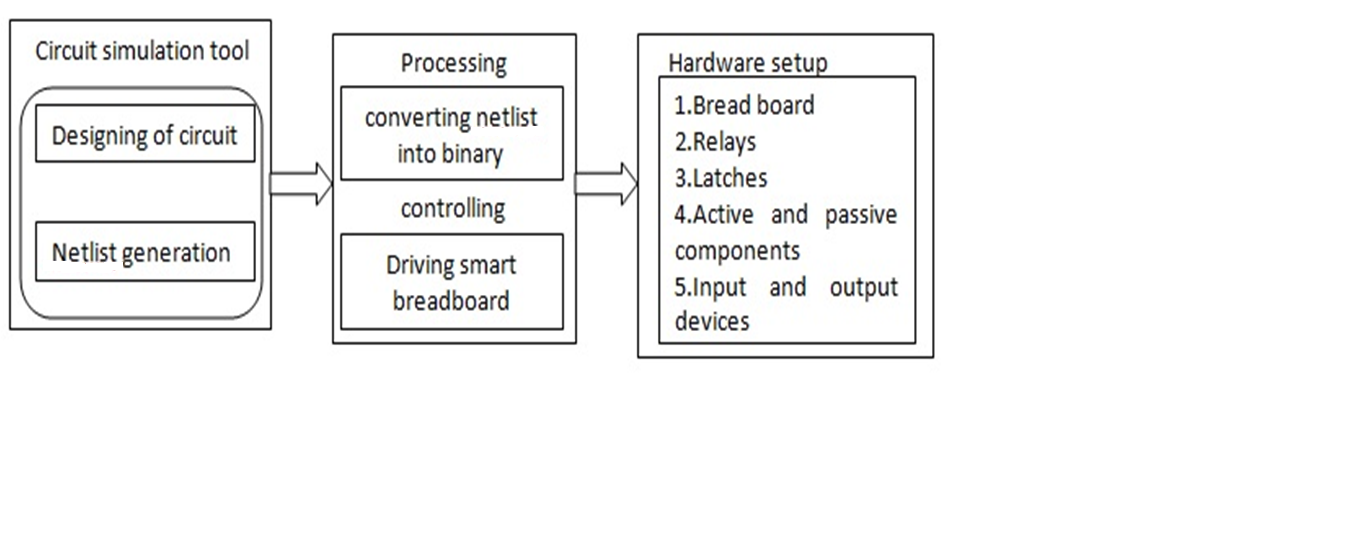 Circuit simulation tool
Designing of circuit
Netlist generation
Processing
converting netlist
into binary
controlling
Driving smart
breadboard
Hardware setup
1.Bread board
2.Relays
3.Latches
4.Active and passive
components
5.Input and output
devices